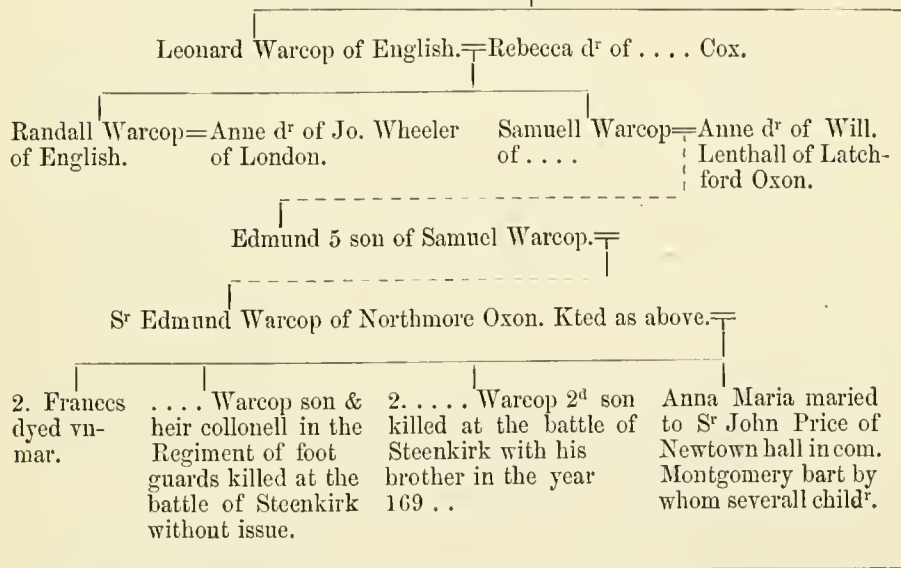 Leonard Warcop of English.=Rebecca dʳ of . . . . Cox.
Randall Warcop=Anne dʳ of Jo. Wheeler
of English. of London.
Samuell Warcop=Anne dʳ of Will.
of . . . . Lenthall of Latch-
ford Oxon.
Edmund 5 son of Samuel Warcop.=
Sʳ Edmund Warcop of Northmore Oxon. Kted as above.=
2. Frances
dyed vn-
mar.
. . . . Warcop son &
heir collonell in the
Regiment of foot
guards killed at the
battle of Steenkirk
without issue.
2. . . . . Warcop 2ᵈ son
killed at the battle of
Steenkirk with his
brother in the year
169 . .
Anna Maria maried
to Sʳ John Price of
Newtown hall in com.
Montgomery bart by
whom severall childʳ.